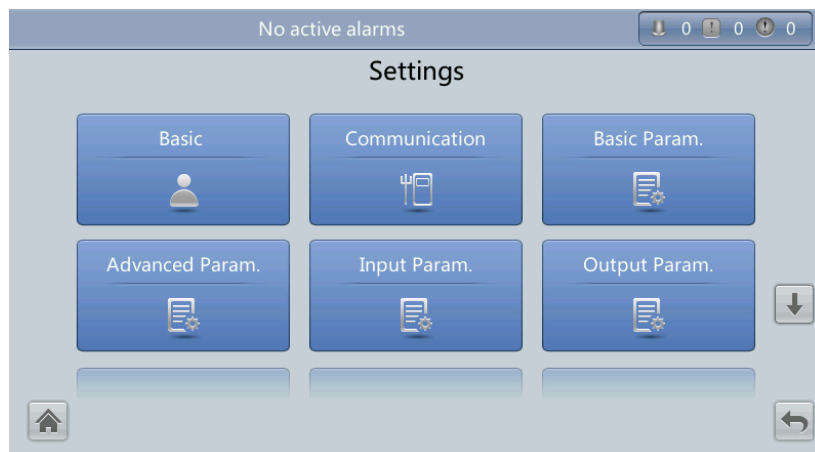 No active alarms 0 0 0
Settings
Basic Communication Basic Param.
Advanced Param. Input Param. Output Param.